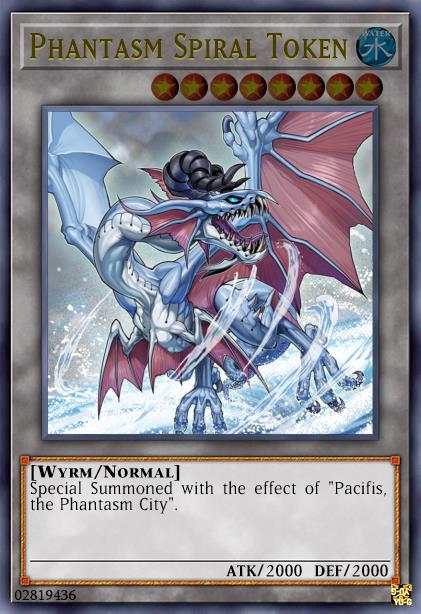 Phantasm Spiral Token
WATER
水
[Wyrm/Normal]
Special Summoned with the effect of "Pacifis,
the Phantasm City".
ATK/2000 DEF/2000
02819436